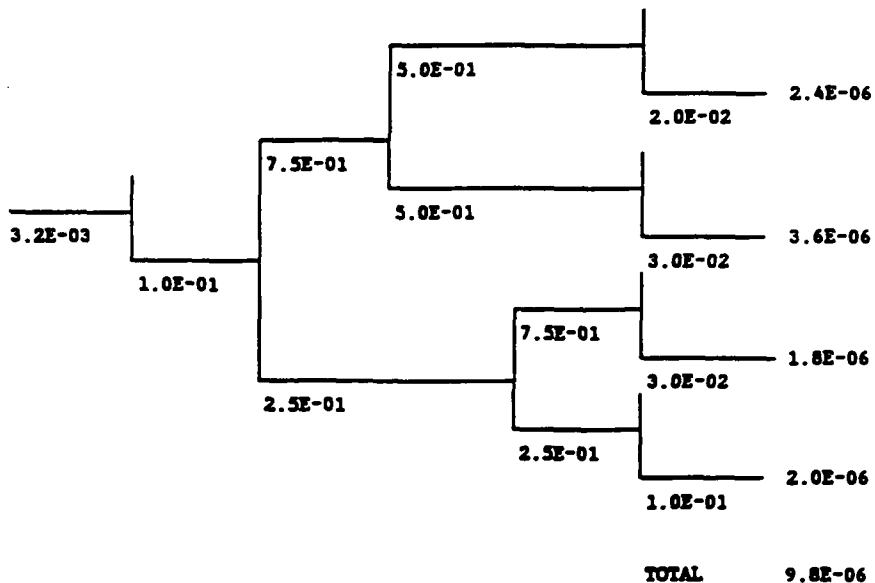 5.0E-01
2.0E-02 2.4E-06
7.5E-01
5.0E-01
3.2E-03
3.0E-02 3.6E-06
1.0E-01
7.5E-01
3.0E-02 1.8E-06
2.5E-01
2.5E-01
1.0E-01 2.0E-06
TOTAL 9.8E-06